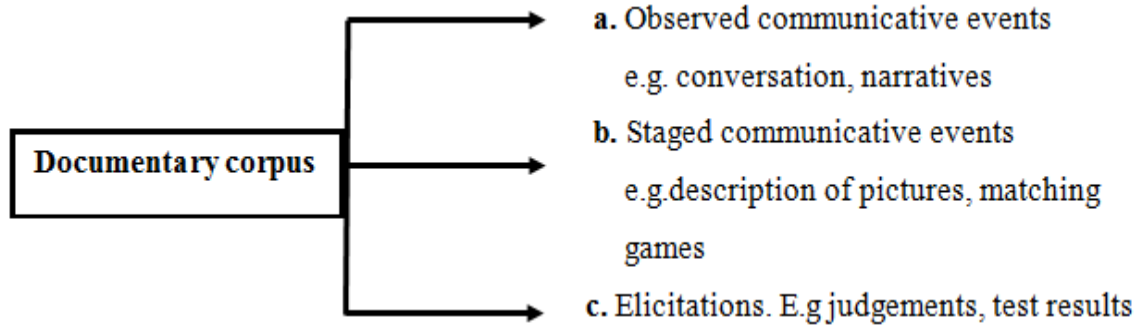 a. Observed communicative events
e.g. conversation, narratives
Documentary corpus
b. Staged communicative events
e.g.description of pictures, matching
games
c. Elicitations. E.g judgements, test results